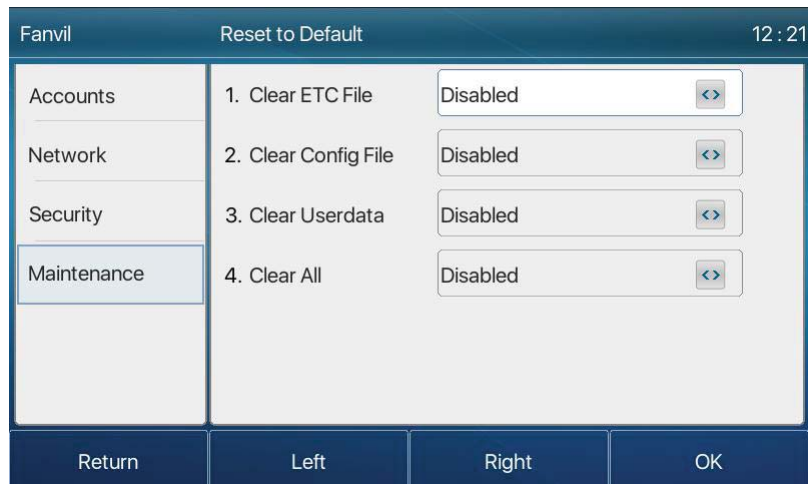 Fanvil Reset to Default 12 : 21
Accounts
Network
Security
Maintenance
1. Clear ETC File Disabled
2. Clear Config File Disabled
3. Clear Userdata Disabled
4. Clear All Disabled
Return Left Right OK